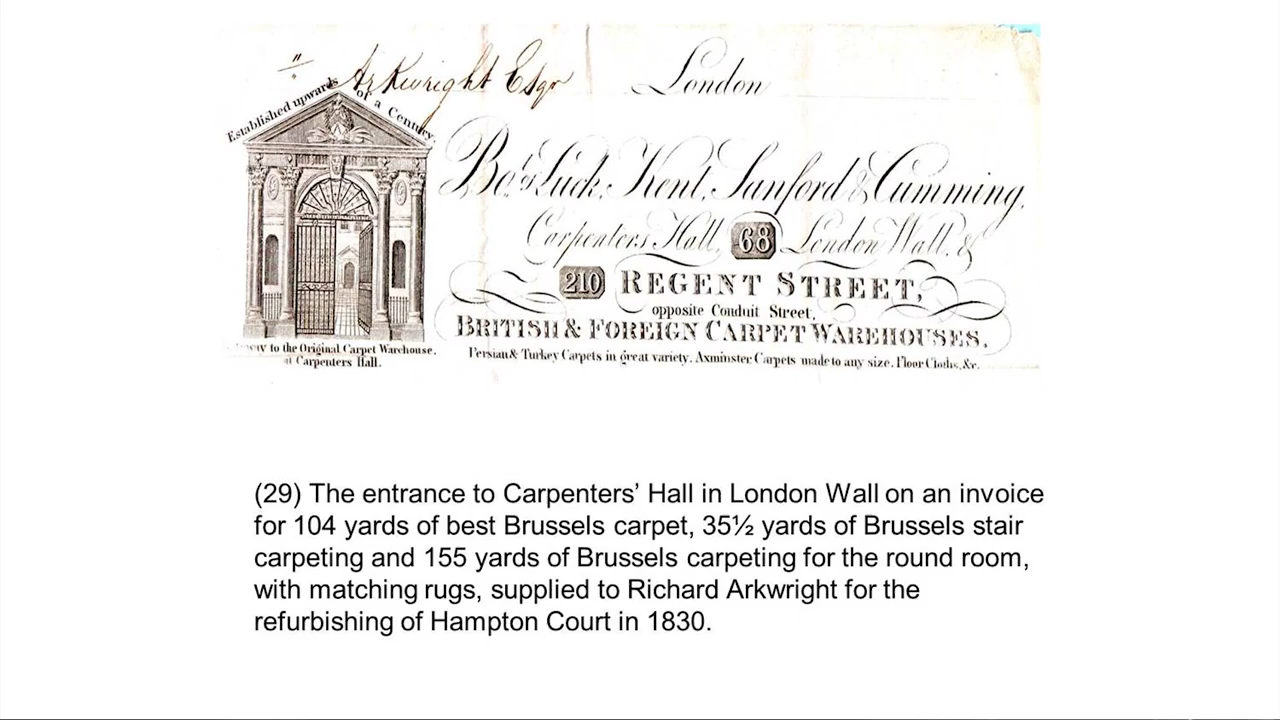 Arkwright Esqr
London
Established upwards of a Century.
Bot. of Luck, Kent, Sanford & Cumming,
Carpenters Hall, 68 London Wall, &
210 REGENT STREET,
opposite Conduit Street,
BRITISH & FOREIGN CARPET WAREHOUSES.
Persian & Turkey Carpets in great variety. Axminster Carpets made to any size. Floor Cloths, &c.
to the Original Carpet Warehouse.
at Carpenters Hall.
(29) The entrance to Carpenters’ Hall in London Wall on an invoice
for 104 yards of best Brussels carpet, 35½ yards of Brussels stair
carpeting and 155 yards of Brussels carpeting for the round room,
with matching rugs, supplied to Richard Arkwright for the
refurbishing of Hampton Court in 1830.